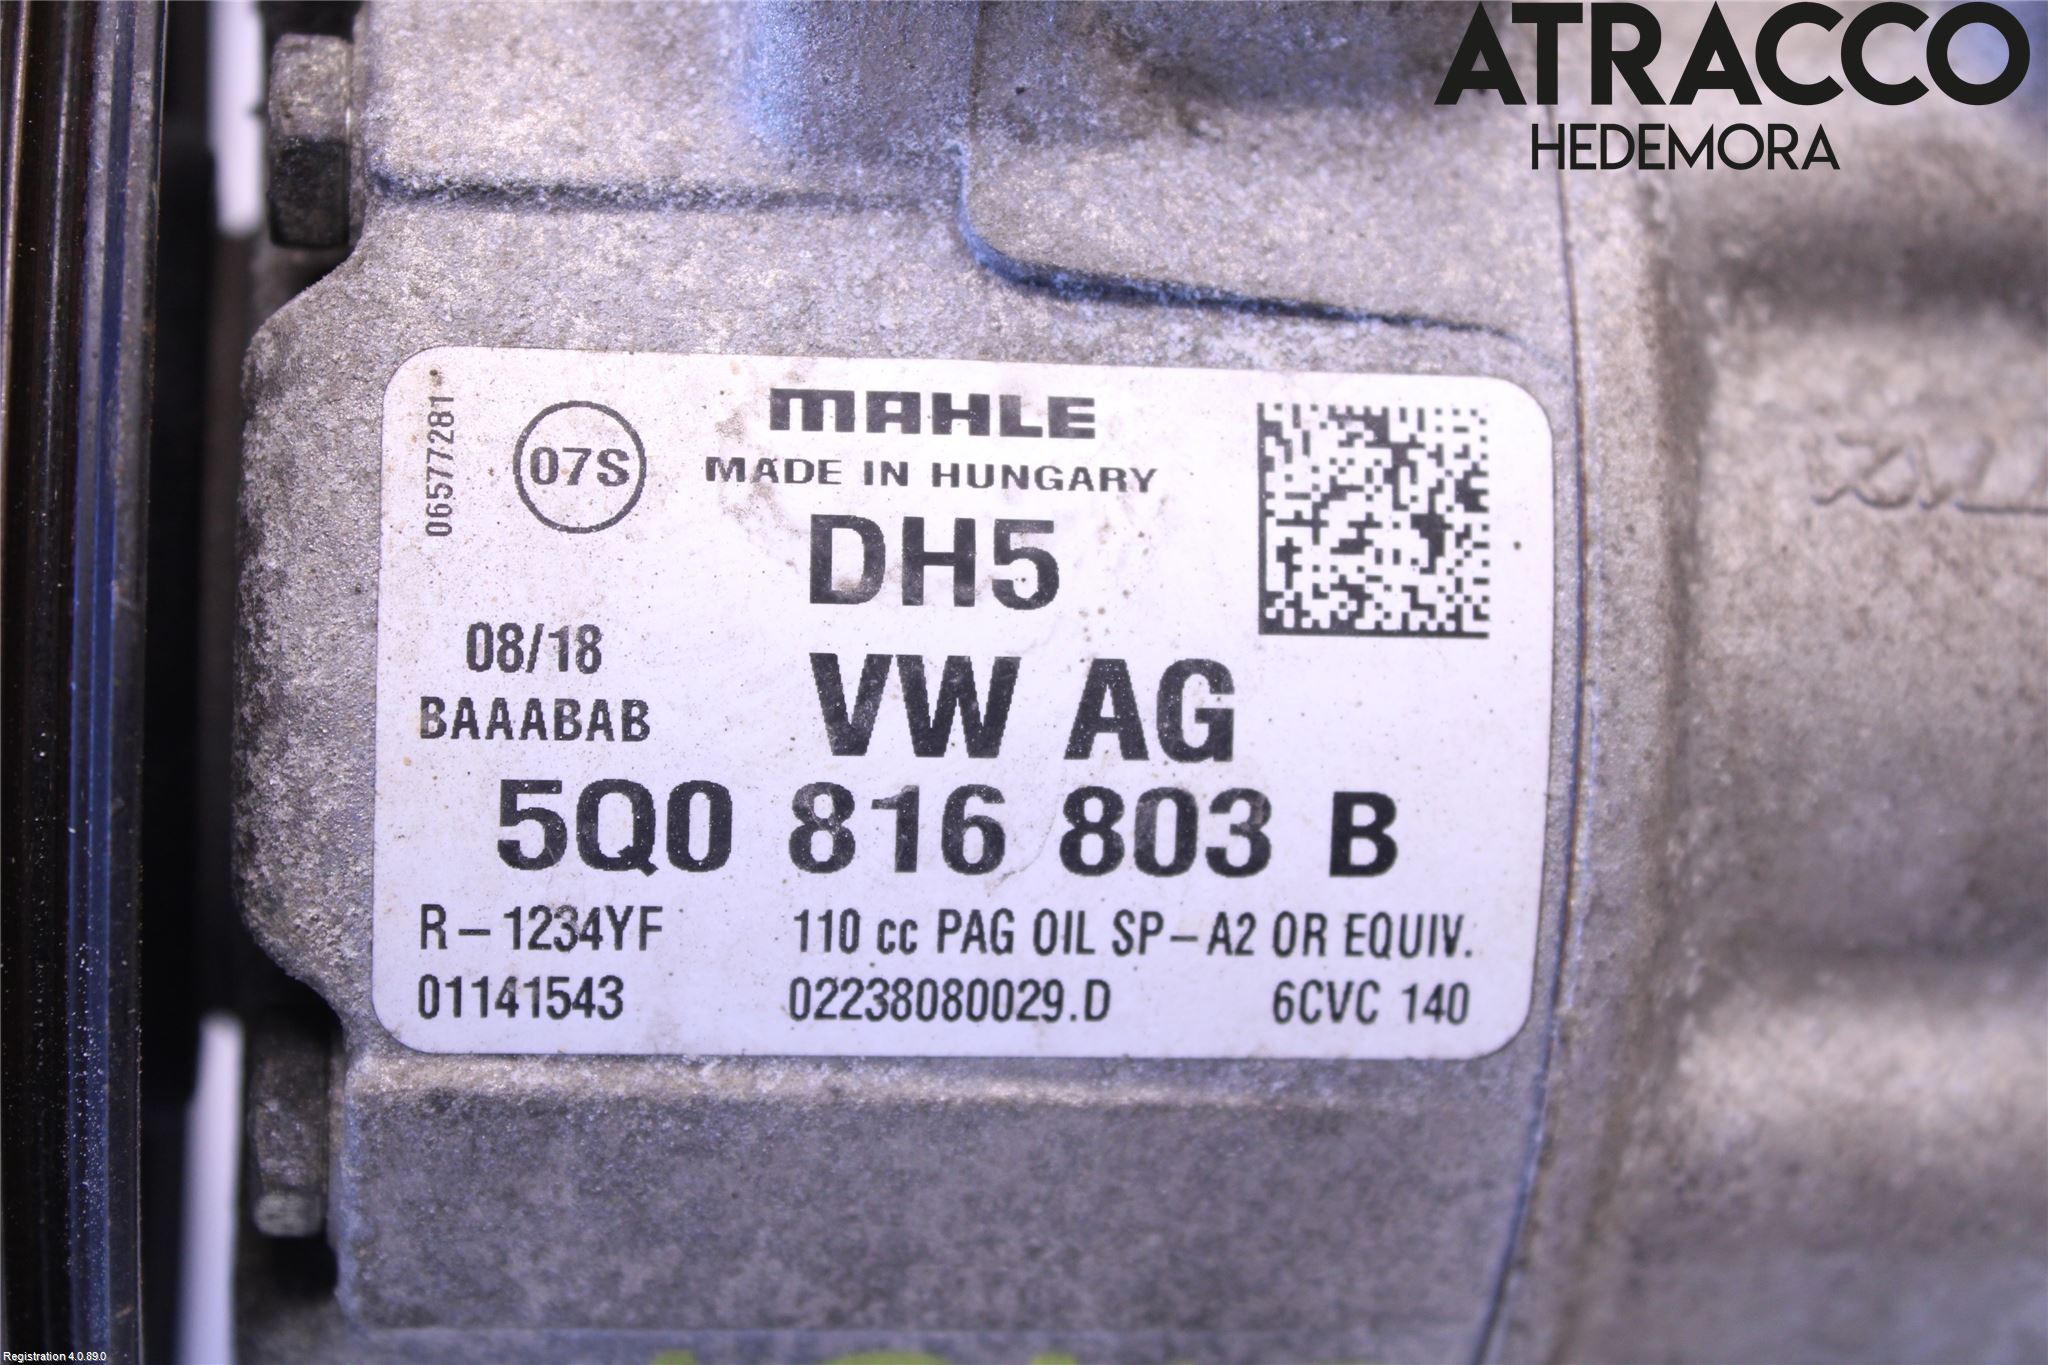 ATRACCO
HEDEMORA
06577281
07S
MAHLE
MADE IN HUNGARY
DH5
08/18
BAAABAB
VW AG
5Q0 816 803 B
R-1234YF 110 cc PAG OIL SP-A2 OR EQUIV.
01141543 02238080029.D 6CVC 140
Registration 4.0.89.0